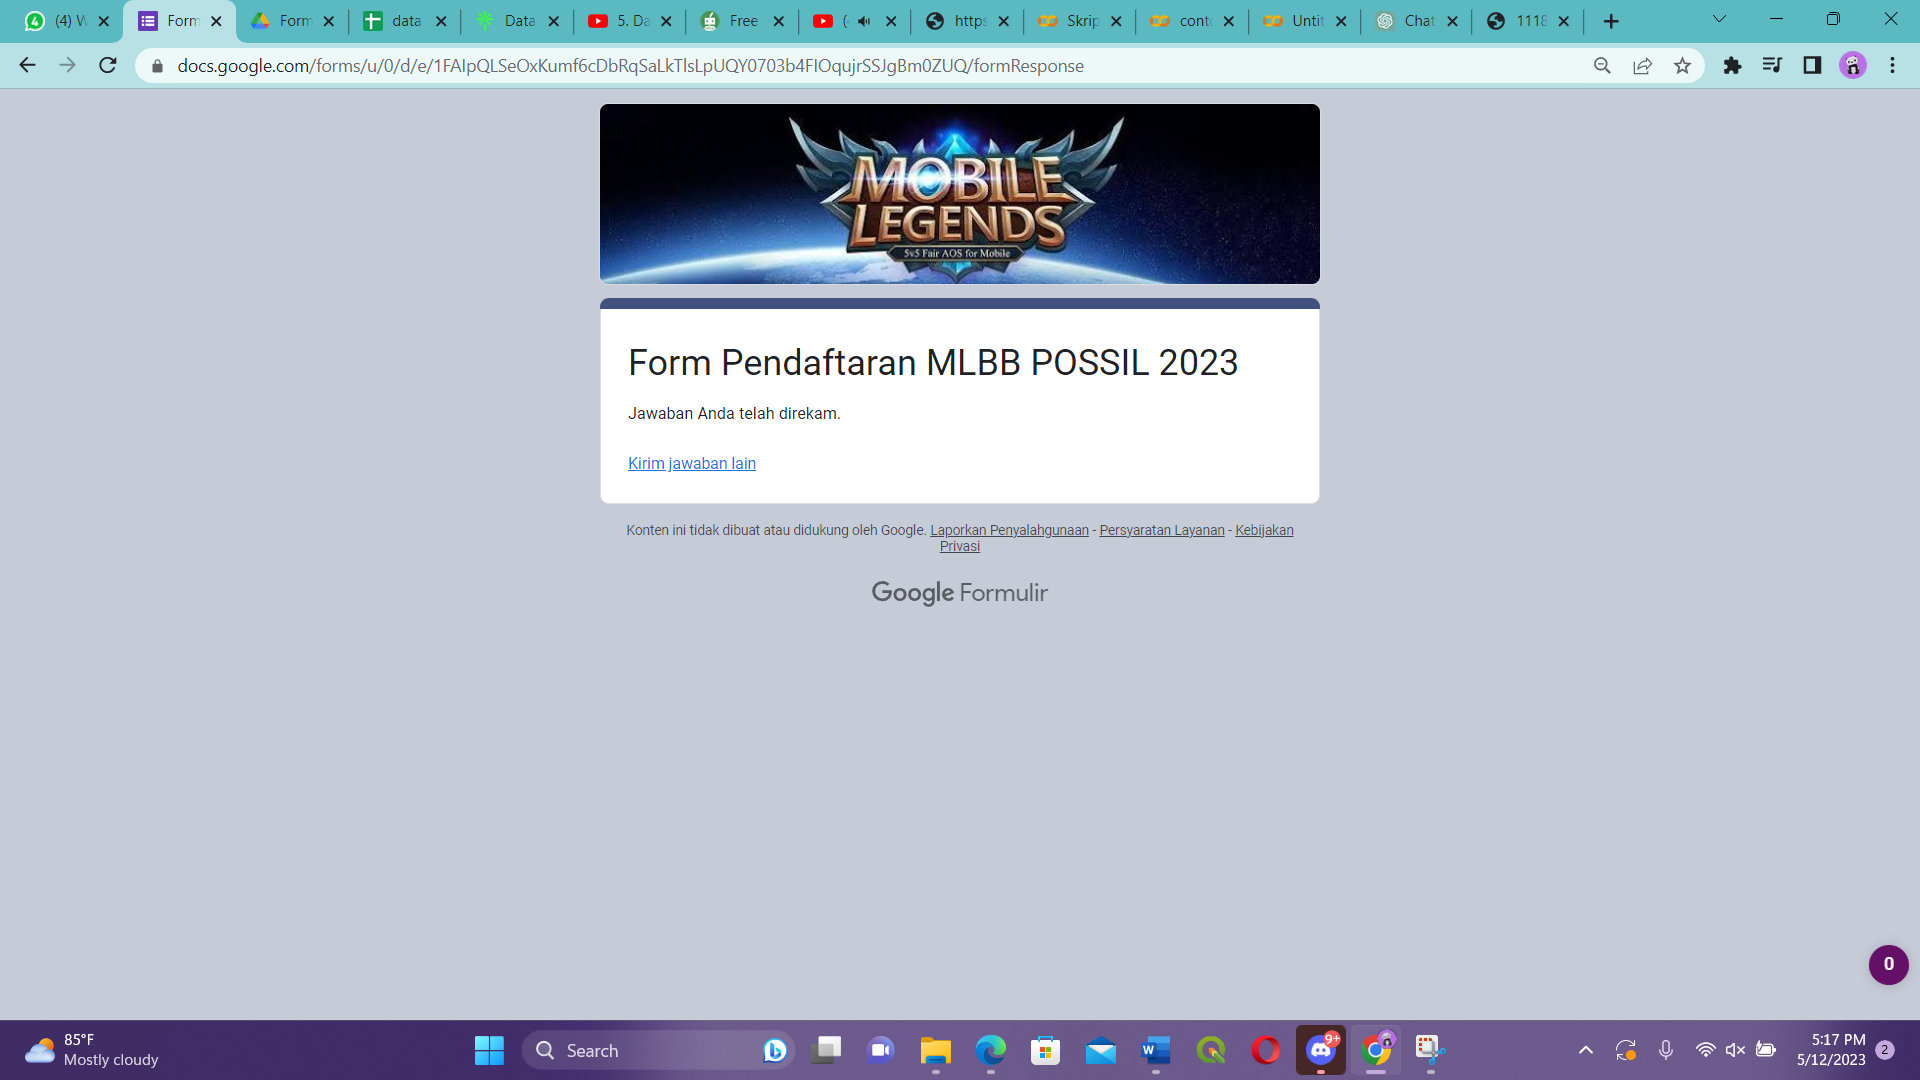 (4) W
Form
Form
data
Data
5. Da
Free
(
https
Skrip
conto
Untit
Chat
1118
docs.google.com/forms/u/0/d/e/1FAIpQLSeOxKumf6cDbRqSaLkTlsLpUQY0703b4FIOqujrSSJgBm0ZUQ/formResponse
MOBILE
LEGENDS
5v5 Fair AOS for Mobile
Form Pendaftaran MLBB POSSIL 2023
Jawaban Anda telah direkam.
Kirim jawaban lain
Konten ini tidak dibuat atau didukung oleh Google. Laporkan Penyalahgunaan - Persyaratan Layanan - Kebijakan
Privasi
Google Formulir
0
85°F
Mostly cloudy
Search
9+
5:17 PM
5/12/2023
2